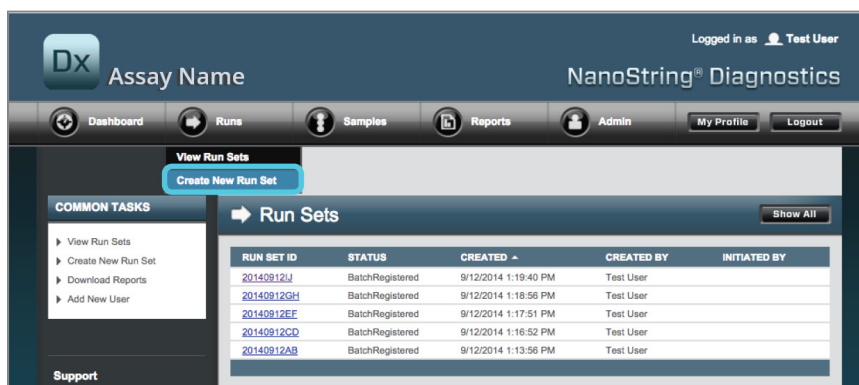 Logged in as Test User
Dx Assay Name
NanoString® Diagnostics
Dashboard Runs Samples Reports Admin My Profile Logout
View Run Sets
Create New Run Set
COMMON TASKS
View Run Sets
Create New Run Set
Download Reports
Add New User
Support
Run Sets Show All
RUN SET ID STATUS CREATED CREATED BY INITIATED BY
20140912IJ BatchRegistered 9/12/2014 1:19:40 PM Test User
20140912GH BatchRegistered 9/12/2014 1:18:56 PM Test User
20140912EF BatchRegistered 9/12/2014 1:17:51 PM Test User
20140912CD BatchRegistered 9/12/2014 1:16:52 PM Test User
20140912AB BatchRegistered 9/12/2014 1:13:56 PM Test User